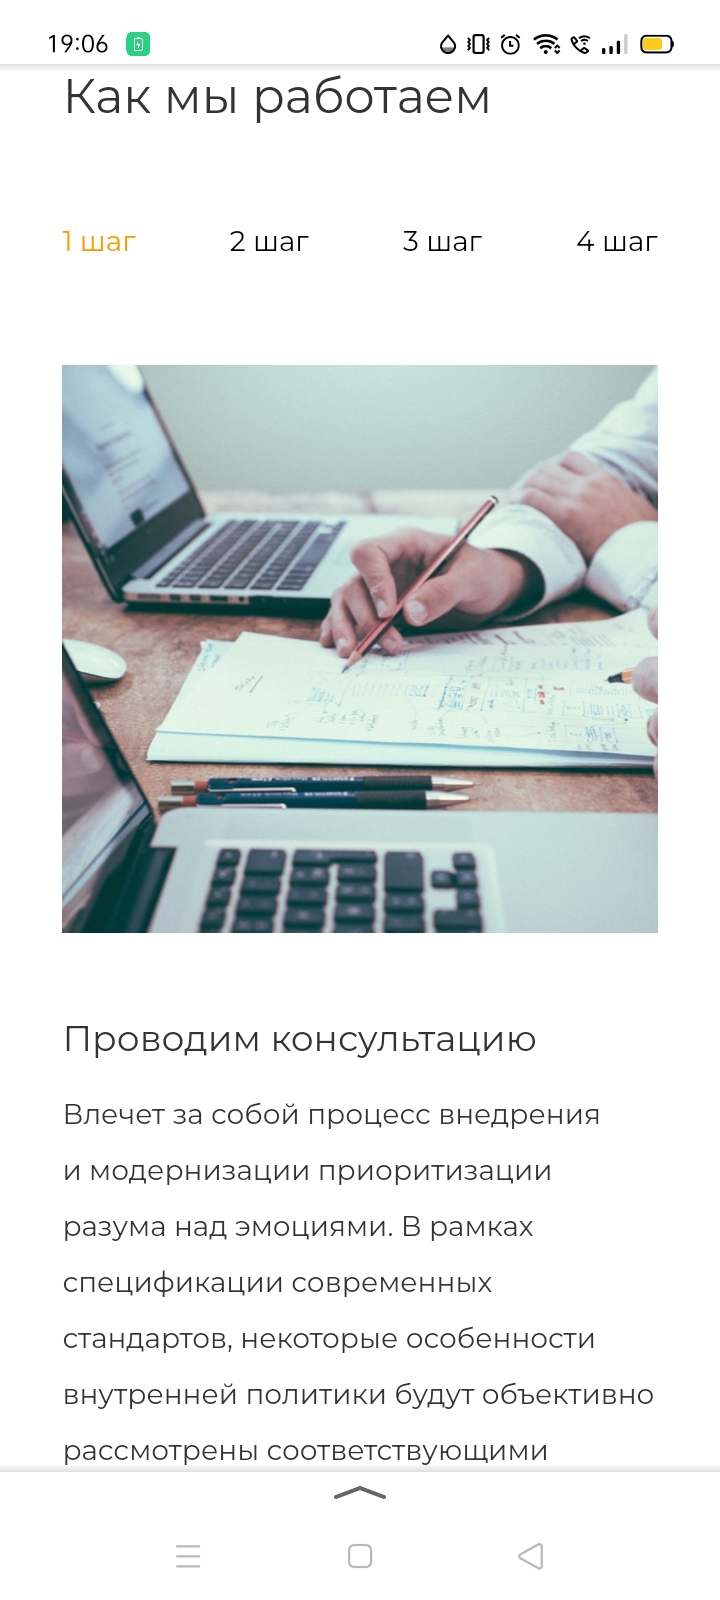 19:06
Как мы работаем
1 шаг 2 шаг 3 шаг 4 шаг
Проводим консультацию
Влечет за собой процесс внедрения
и модернизации приоритизации
разума над эмоциями. В рамках
спецификации современных
стандартов, некоторые особенности
внутренней политики будут объективно
рассмотрены соответствующими